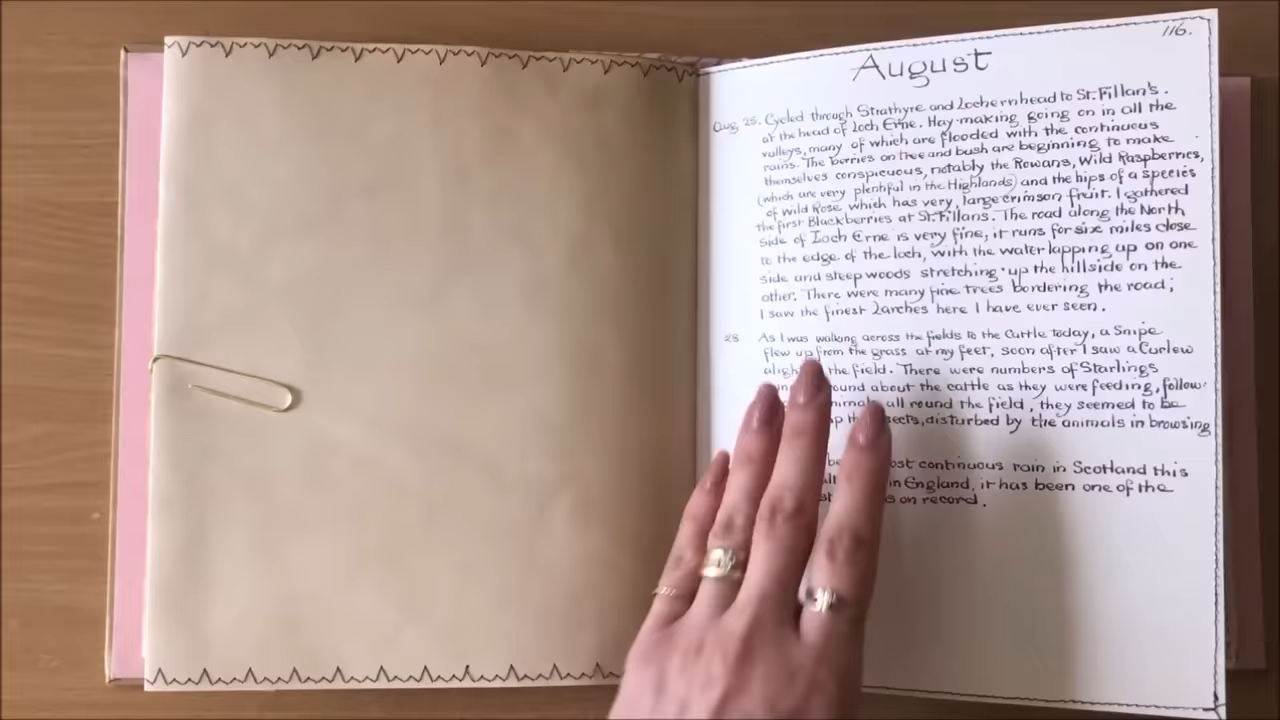 116.
August
Aug. 25. Cycled through Strathyre and Lochernhead to St. Fillan's.
at the head of Loch Erne. Hay-making going on in all the
valleys, many of which are flooded with the continuous
rains. The berries on tree and bush are beginning to make
themselves conspicuous, notably the Rowans, Wild Raspberries,
(which are very plentiful in the Highlands) and the hips of a species
of Wild Rose which has very large crimson fruit. I gathered
the first Blackberries at St. Fillans. The road along the North
side of Loch Erne is very fine, it runs for six miles close
to the edge of the loch, with the water lapping up on one
side and steep woods stretching up the hillside on the
other. There were many fine trees bordering the road;
I saw the finest Larches here I have ever seen.
28 As I was walking across the fields to the Cattle today, a Snipe
flew up from the grass at my feet, soon after I saw a Curlew
the field. There were numbers of Starlings
about the cattle as they were feeding, follow
all round the field, they seemed to be
disturbed by the animals in browsing
continuous rain in Scotland this
in England, it has been one of the
on record.